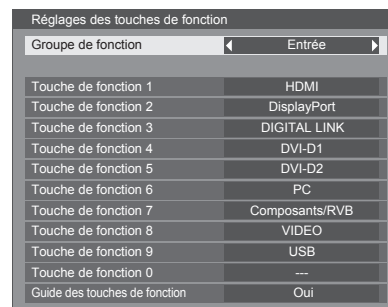 Réglages des touches de fonction
Groupe de fonction Entrée
Touche de fonction 1 HDMI
Touche de fonction 2 DisplayPort
Touche de fonction 3 DIGITAL LINK
Touche de fonction 4 DVI-D1
Touche de fonction 5 DVI-D2
Touche de fonction 6 PC
Touche de fonction 7 Composants/RVB
Touche de fonction 8 VIDEO
Touche de fonction 9 USB
Touche de fonction 0 ---
Guide des touches de fonction Oui